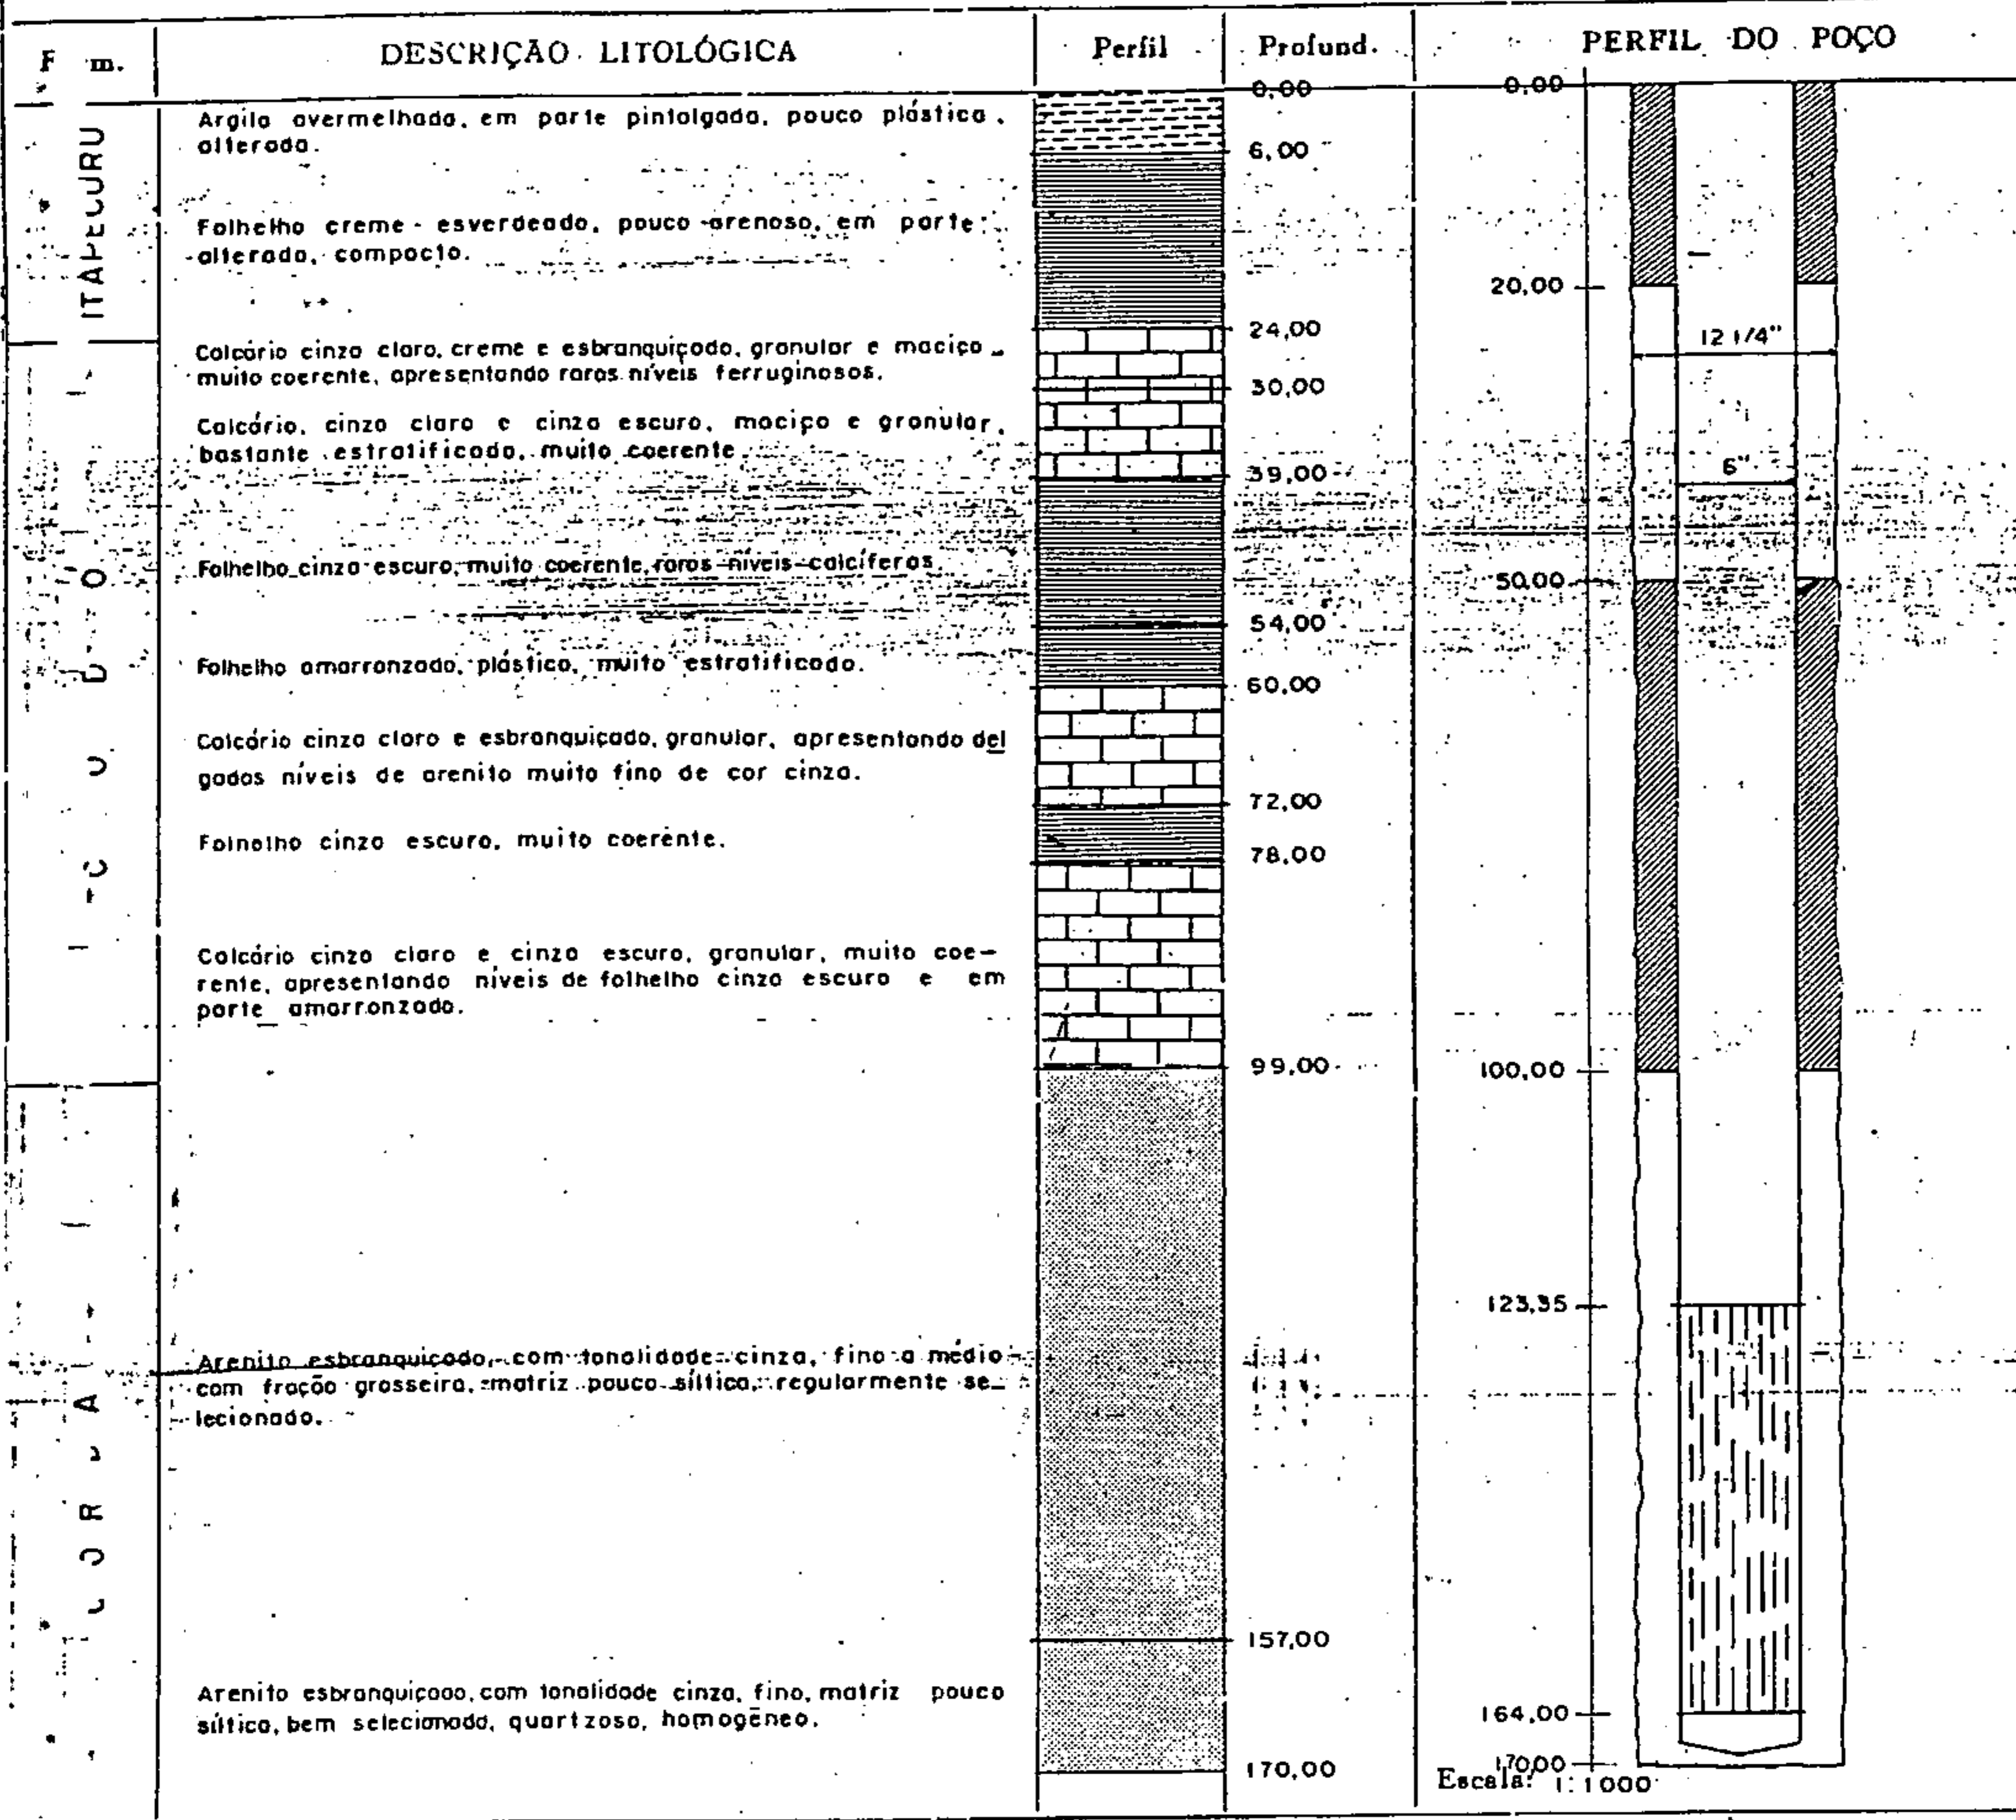 F m.
DESCRIÇÃO LITOLÓGICA
Perfil
Profund.
PERFIL DO POÇO
ITAPECURU
CODÓ
CORDA
Argila avermelhada, em parte pintalgada, pouco plástica,
alterada.
Folhelho creme - esverdeado, pouco arenoso, em parte
alterado, compacto.
Calcário cinza claro, creme e esbranquiçado, granular e maciço
muito coerente, apresentando raros níveis ferruginosos.
Calcário, cinza claro e cinza escuro, maciço e granular,
bastante estratificado, muito coerente.
Folhelho cinza escuro, muito coerente, raros níveis calcíferos
Folhelho amarronzado, plástico, muito estratificado.
Calcário cinza claro e esbranquiçado, granular, apresentando del
gados níveis de arenito muito fino de cor cinza.
Folhelho cinza escuro, muito coerente.
Calcário cinza claro e cinza escuro, granular, muito coe-
rente, apresentando níveis de folhelho cinza escuro e em
parte amarronzado.
Arenito esbranquiçado, com tonalidade cinza, fino a médio
com fração grosseira, matriz pouco síltica, regularmente se-
lecionado.
Arenito esbranquiçado, com tonalidade cinza, fino, matriz pouco
síltica, bem selecionado, quartzoso, homogêneo.
0,00
6,00
24,00
30,00
39,00
54,00
60,00
72,00
78,00
99,00
157,00
170,00
0,00
20,00
12 1/4"
6"
50,00
100,00
123,35
164,00
170,00
Escala: 1:1000